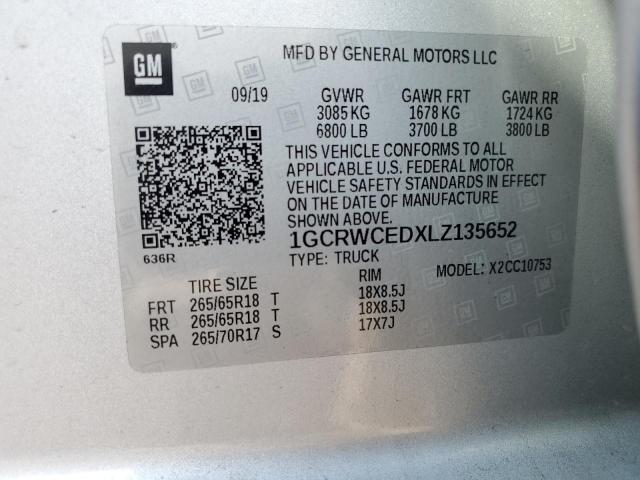 GM
MFD BY GENERAL MOTORS LLC
09/19 GVWR GAWR FRT GAWR RR
3085 KG 1678 KG 1724 KG
6800 LB 3700 LB 3800 LB
THIS VEHICLE CONFORMS TO ALL
APPLICABLE U.S. FEDERAL MOTOR
VEHICLE SAFETY STANDARDS IN EFFECT
ON THE DATE OF MANUFACTURE
SHOWN ABOVE.
1GCRWCEDXLZ135652
636R
TYPE: TRUCK MODEL: X2CC10753
TIRE SIZE RIM
FRT 265/65R18 T 18X8.5J
RR 265/65R18 T 18X8.5J
SPA 265/70R17 S 17X7J